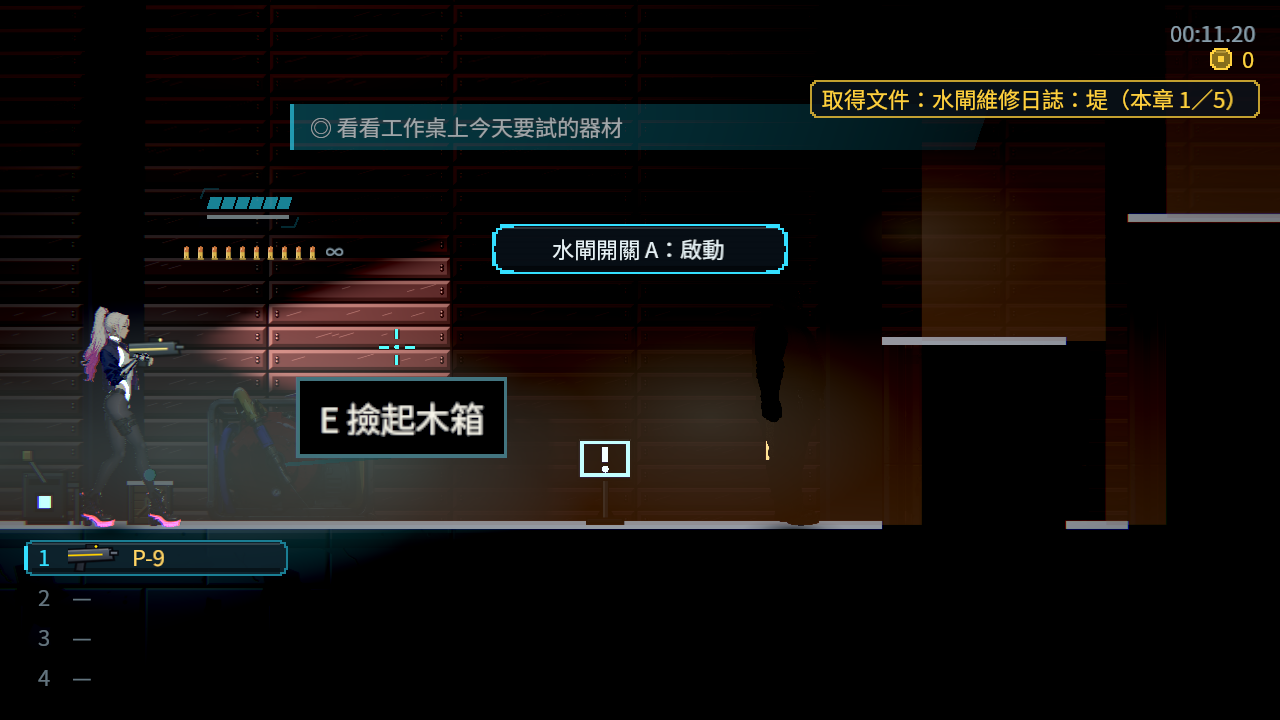 00:11.20
0
取得文件：水閘維修日誌：堤（本章 1／5）
◎ 看看工作桌上今天要試的器材
∞
水閘開關 A：啟動
E 撿起木箱
!
1 P-9
2 —
3 —
4 —